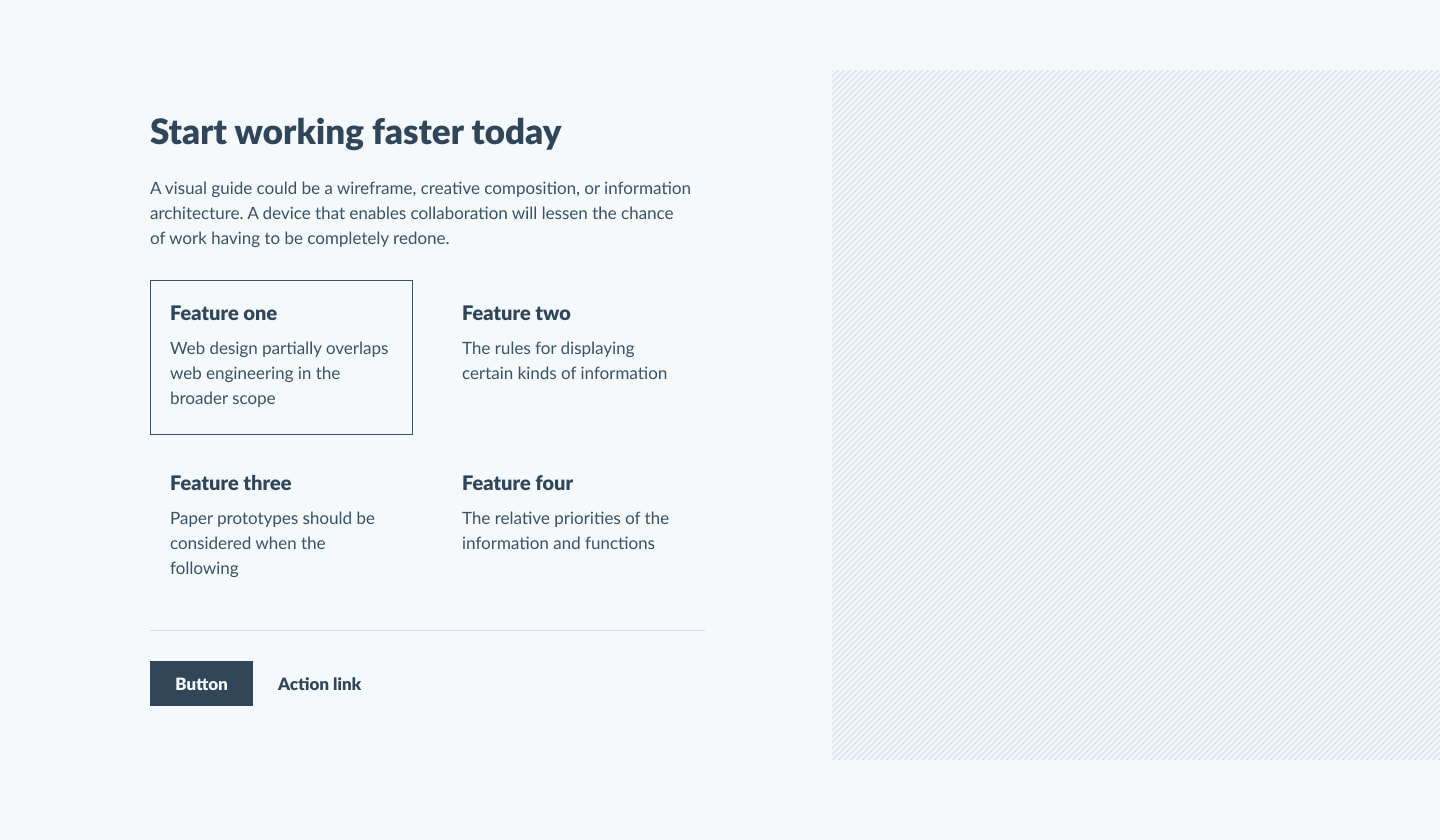 Start working faster today
A visual guide could be a wireframe, creative composition, or information
architecture. A device that enables collaboration will lessen the chance
of work having to be completely redone.
Feature one
Web design partially overlaps
web engineering in the
broader scope
Feature two
The rules for displaying
certain kinds of information
Feature three
Paper prototypes should be
considered when the
following
Feature four
The relative priorities of the
information and functions
Button
Action link